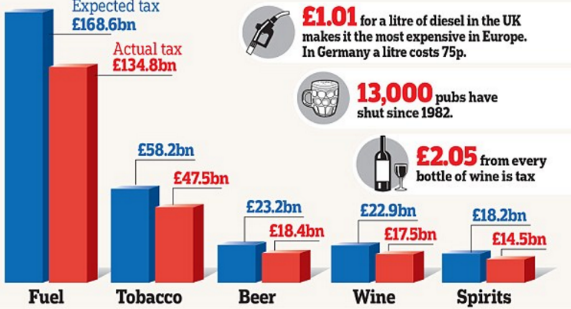 Expected tax
£168.6bn
Actual tax
£134.8bn
£1.01 for a litre of diesel in the UK
makes it the most expensive in Europe.
In Germany a litre costs 75p.
13,000 pubs have
shut since 1982.
£2.05 from every
bottle of wine is tax
£58.2bn
£47.5bn
£23.2bn
£18.4bn
£22.9bn
£17.5bn
£18.2bn
£14.5bn
Fuel
Tobacco
Beer
Wine
Spirits